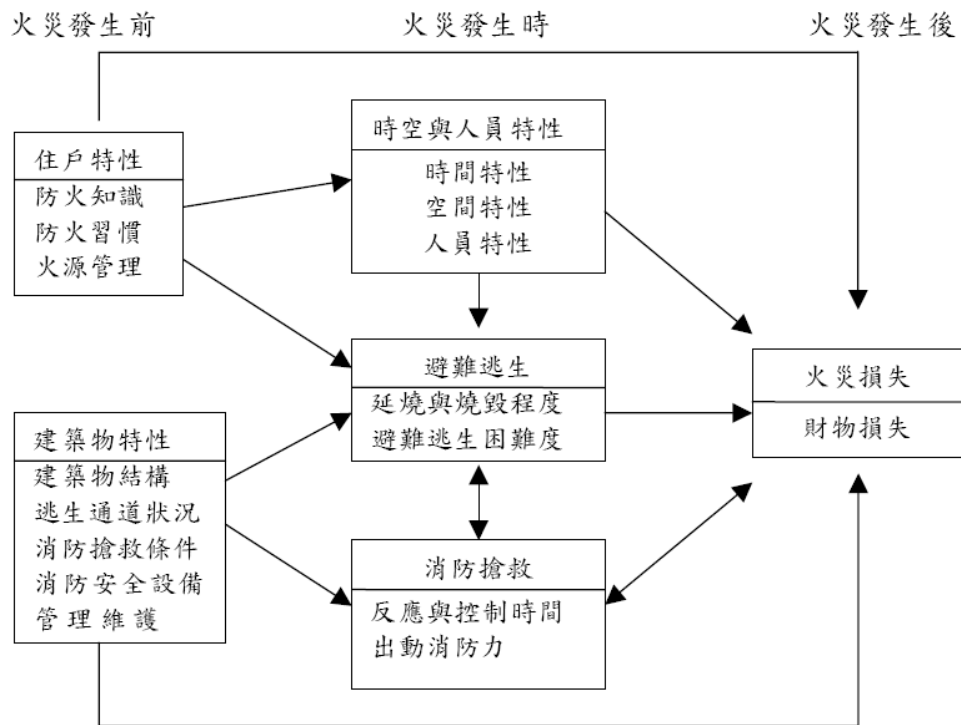 火災發生前
火災發生時
火災發生後
住戶特性
防火知識
防火習慣
火源管理
時空與人員特性
時間特性
空間特性
人員特性
避難逃生
延燒與燒毀程度
避難逃生困難度
火災損失
財物損失
建築物特性
建築物結構
逃生通道狀況
消防搶救條件
消防安全設備
管理維護
消防搶救
反應與控制時間
出動消防力